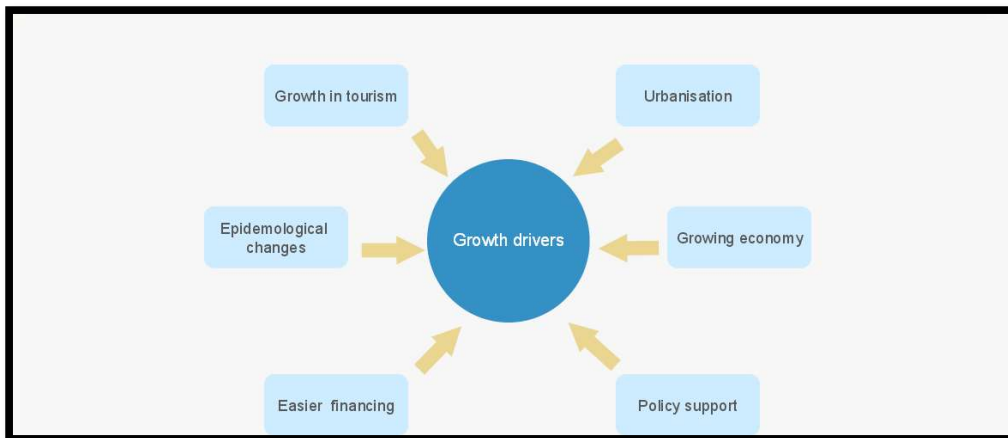 Growth in tourism
Urbanisation
Epidemological
changes
Growth drivers
Growing economy
Easier financing
Policy support